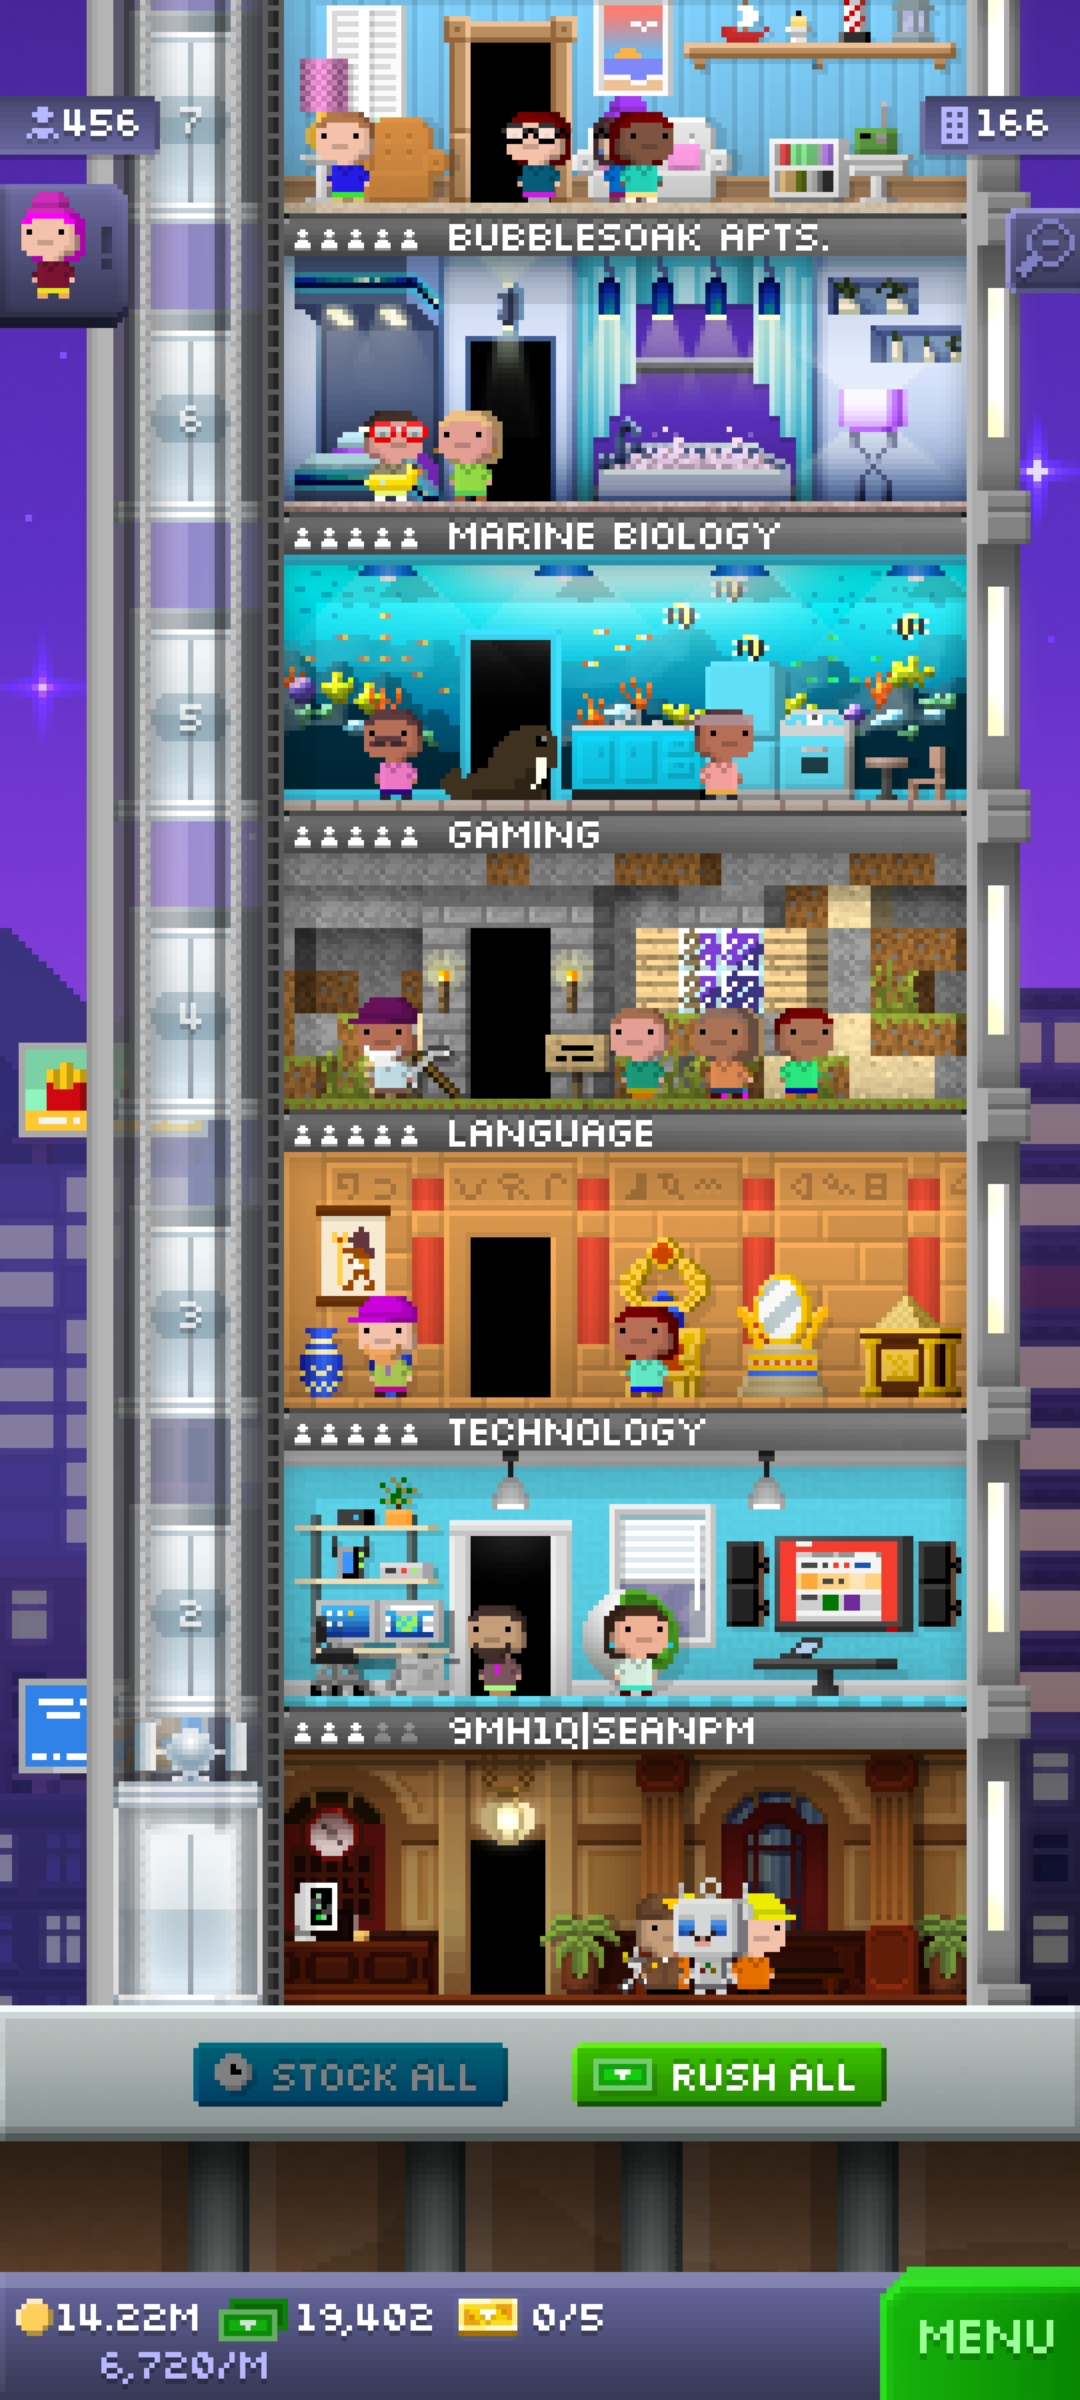 7
456
166
!
BUBBLESOAK APTS.
6
MARINE BIOLOGY
5
GAMING
4
LANGUAGE
3
TECHNOLOGY
2
9MH1Q|SEANPM
STOCK ALL
RUSH ALL
14.22M
19,402
0/5
6,720/M
MENU